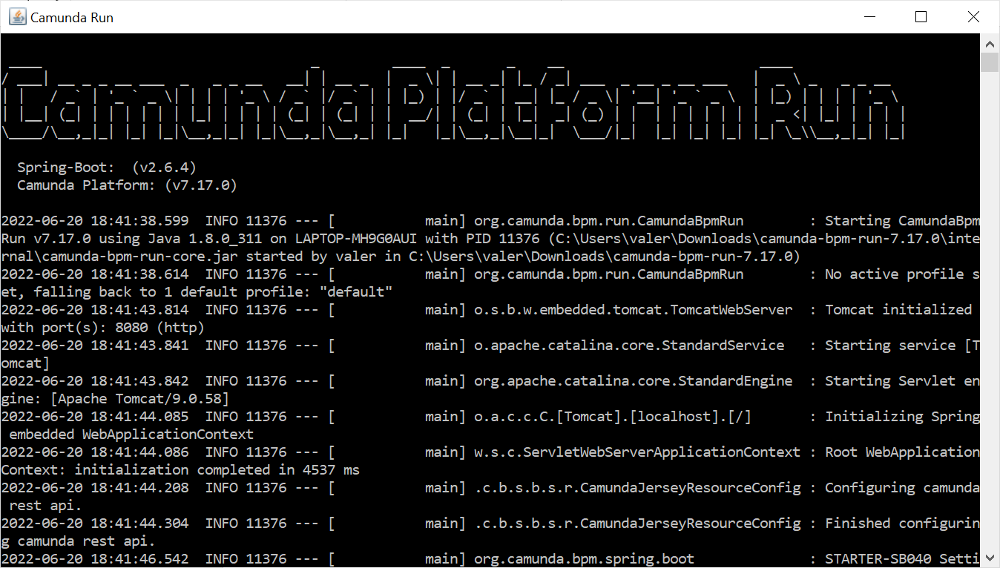 Camunda Run
Camunda Platform Run
Spring-Boot:  (v2.6.4)
Camunda Platform: (v7.17.0)
2022-06-20 18:41:38.599  INFO 11376 --- [           main] org.camunda.bpm.run.CamundaBpmRun        : Starting CamundaBpm
Run v7.17.0 using Java 1.8.0_311 on LAPTOP-MH9G0AUI with PID 11376 (C:\Users\valer\Downloads\camunda-bpm-run-7.17.0\inte
rnal\camunda-bpm-run-core.jar started by valer in C:\Users\valer\Downloads\camunda-bpm-run-7.17.0)
2022-06-20 18:41:38.614  INFO 11376 --- [           main] org.camunda.bpm.run.CamundaBpmRun        : No active profile s
et, falling back to 1 default profile: "default"
2022-06-20 18:41:43.814  INFO 11376 --- [           main] o.s.b.w.embedded.tomcat.TomcatWebServer  : Tomcat initialized
with port(s): 8080 (http)
2022-06-20 18:41:43.841  INFO 11376 --- [           main] o.apache.catalina.core.StandardService   : Starting service [T
omcat]
2022-06-20 18:41:43.842  INFO 11376 --- [           main] org.apache.catalina.core.StandardEngine  : Starting Servlet en
gine: [Apache Tomcat/9.0.58]
2022-06-20 18:41:44.085  INFO 11376 --- [           main] o.a.c.c.C.[Tomcat].[localhost].[/]       : Initializing Spring
 embedded WebApplicationContext
2022-06-20 18:41:44.086  INFO 11376 --- [           main] w.s.c.ServletWebServerApplicationContext : Root WebApplication
Context: initialization completed in 4537 ms
2022-06-20 18:41:44.208  INFO 11376 --- [           main] .c.b.s.b.s.r.CamundaJerseyResourceConfig : Configuring camunda
 rest api.
2022-06-20 18:41:44.304  INFO 11376 --- [           main] .c.b.s.b.s.r.CamundaJerseyResourceConfig : Finished configurin
g camunda rest api.
2022-06-20 18:41:46.542  INFO 11376 --- [           main] org.camunda.bpm.spring.boot              : STARTER-SB040 Setti